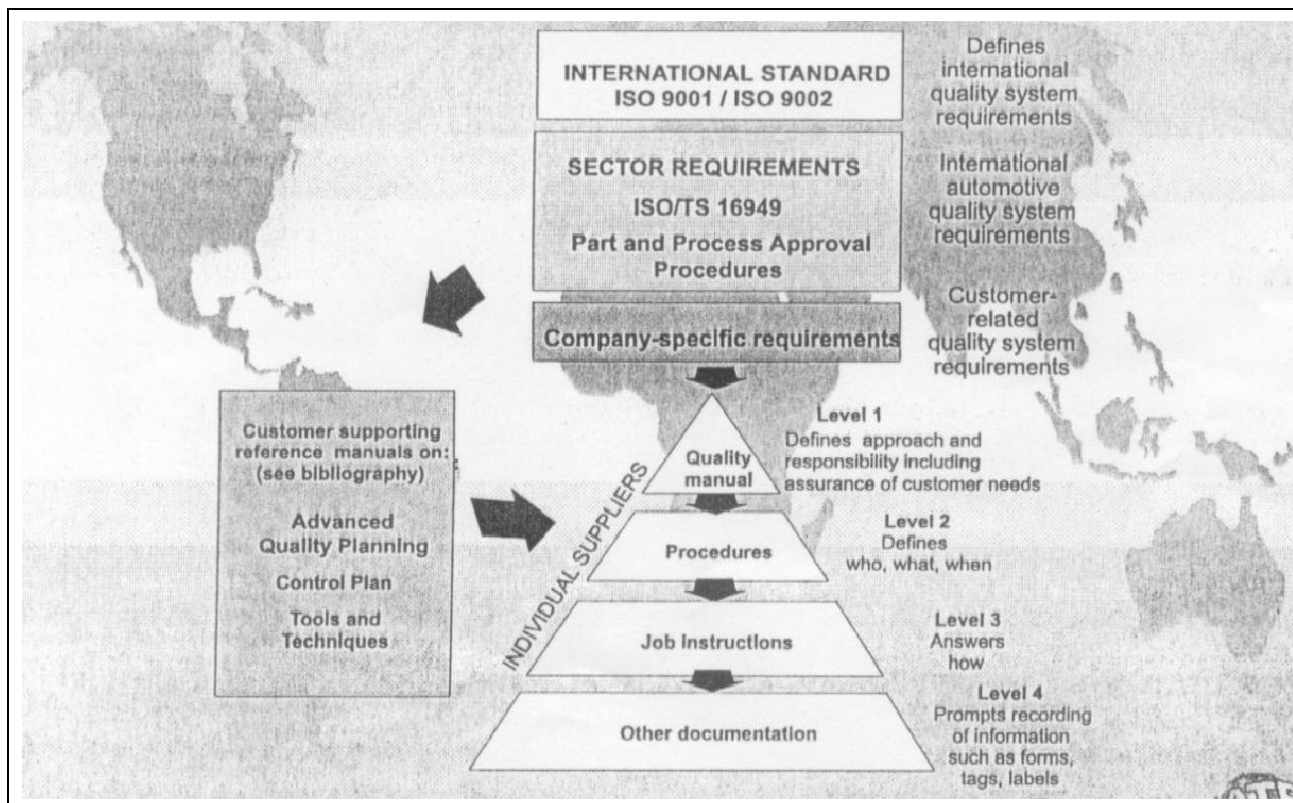 INTERNATIONAL STANDARD
ISO 9001 / ISO 9002
Defines
international
quality system
requirements
SECTOR REQUIREMENTS
ISO/TS 16949
Part and Process Approval
Procedures
International
automotive
quality system
requirements
Company-specific requirements
Customer-
related
quality system
requirements
Customer supporting
reference manuals on:
(see bibliography)
Advanced
Quality Planning
Control Plan
Tools and
Techniques
INDIVIDUAL SUPPLIERS
Quality
manual
Level 1
Defines approach and
responsibility including
assurance of customer needs
Procedures
Level 2
Defines
who, what, when
Job Instructions
Level 3
Answers
how
Other documentation
Level 4
Prompts recording
of information
such as forms,
tags, labels